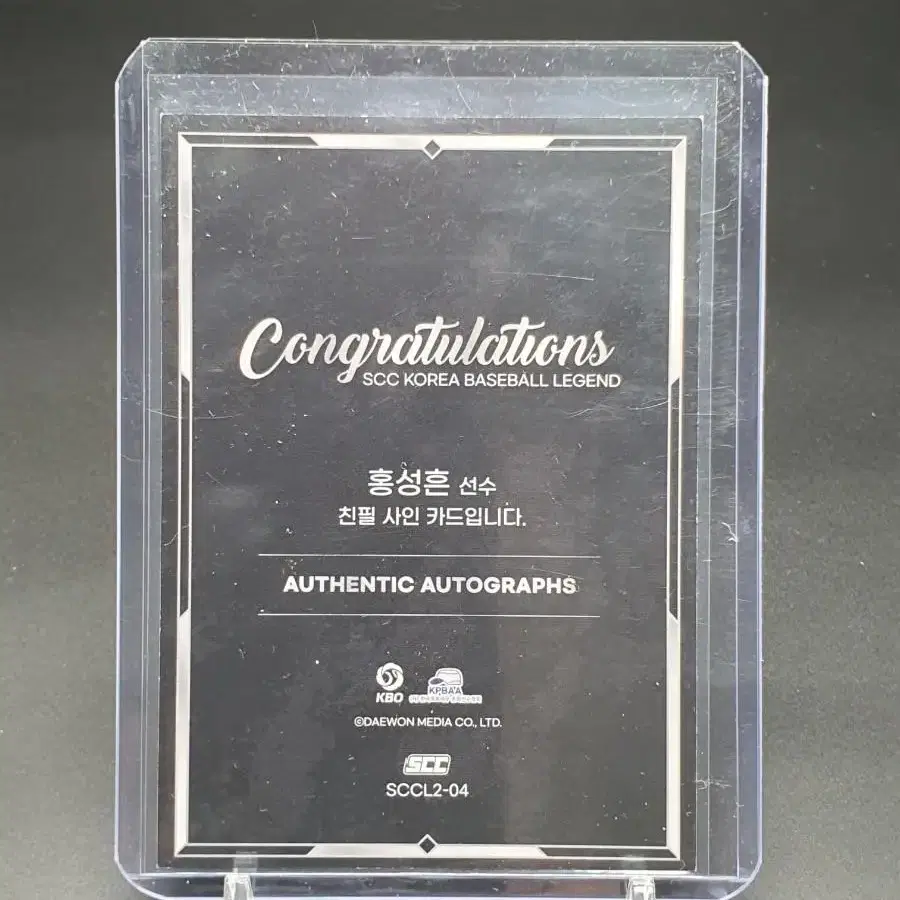 Congratulations
SCC KOREA BASEBALL LEGEND
홍성흔 선수
친필 사인 카드입니다.
AUTHENTIC AUTOGRAPHS
KBO
KPBAA
©DAEWON MEDIA CO., LTD.
SCC
SCCL2-04